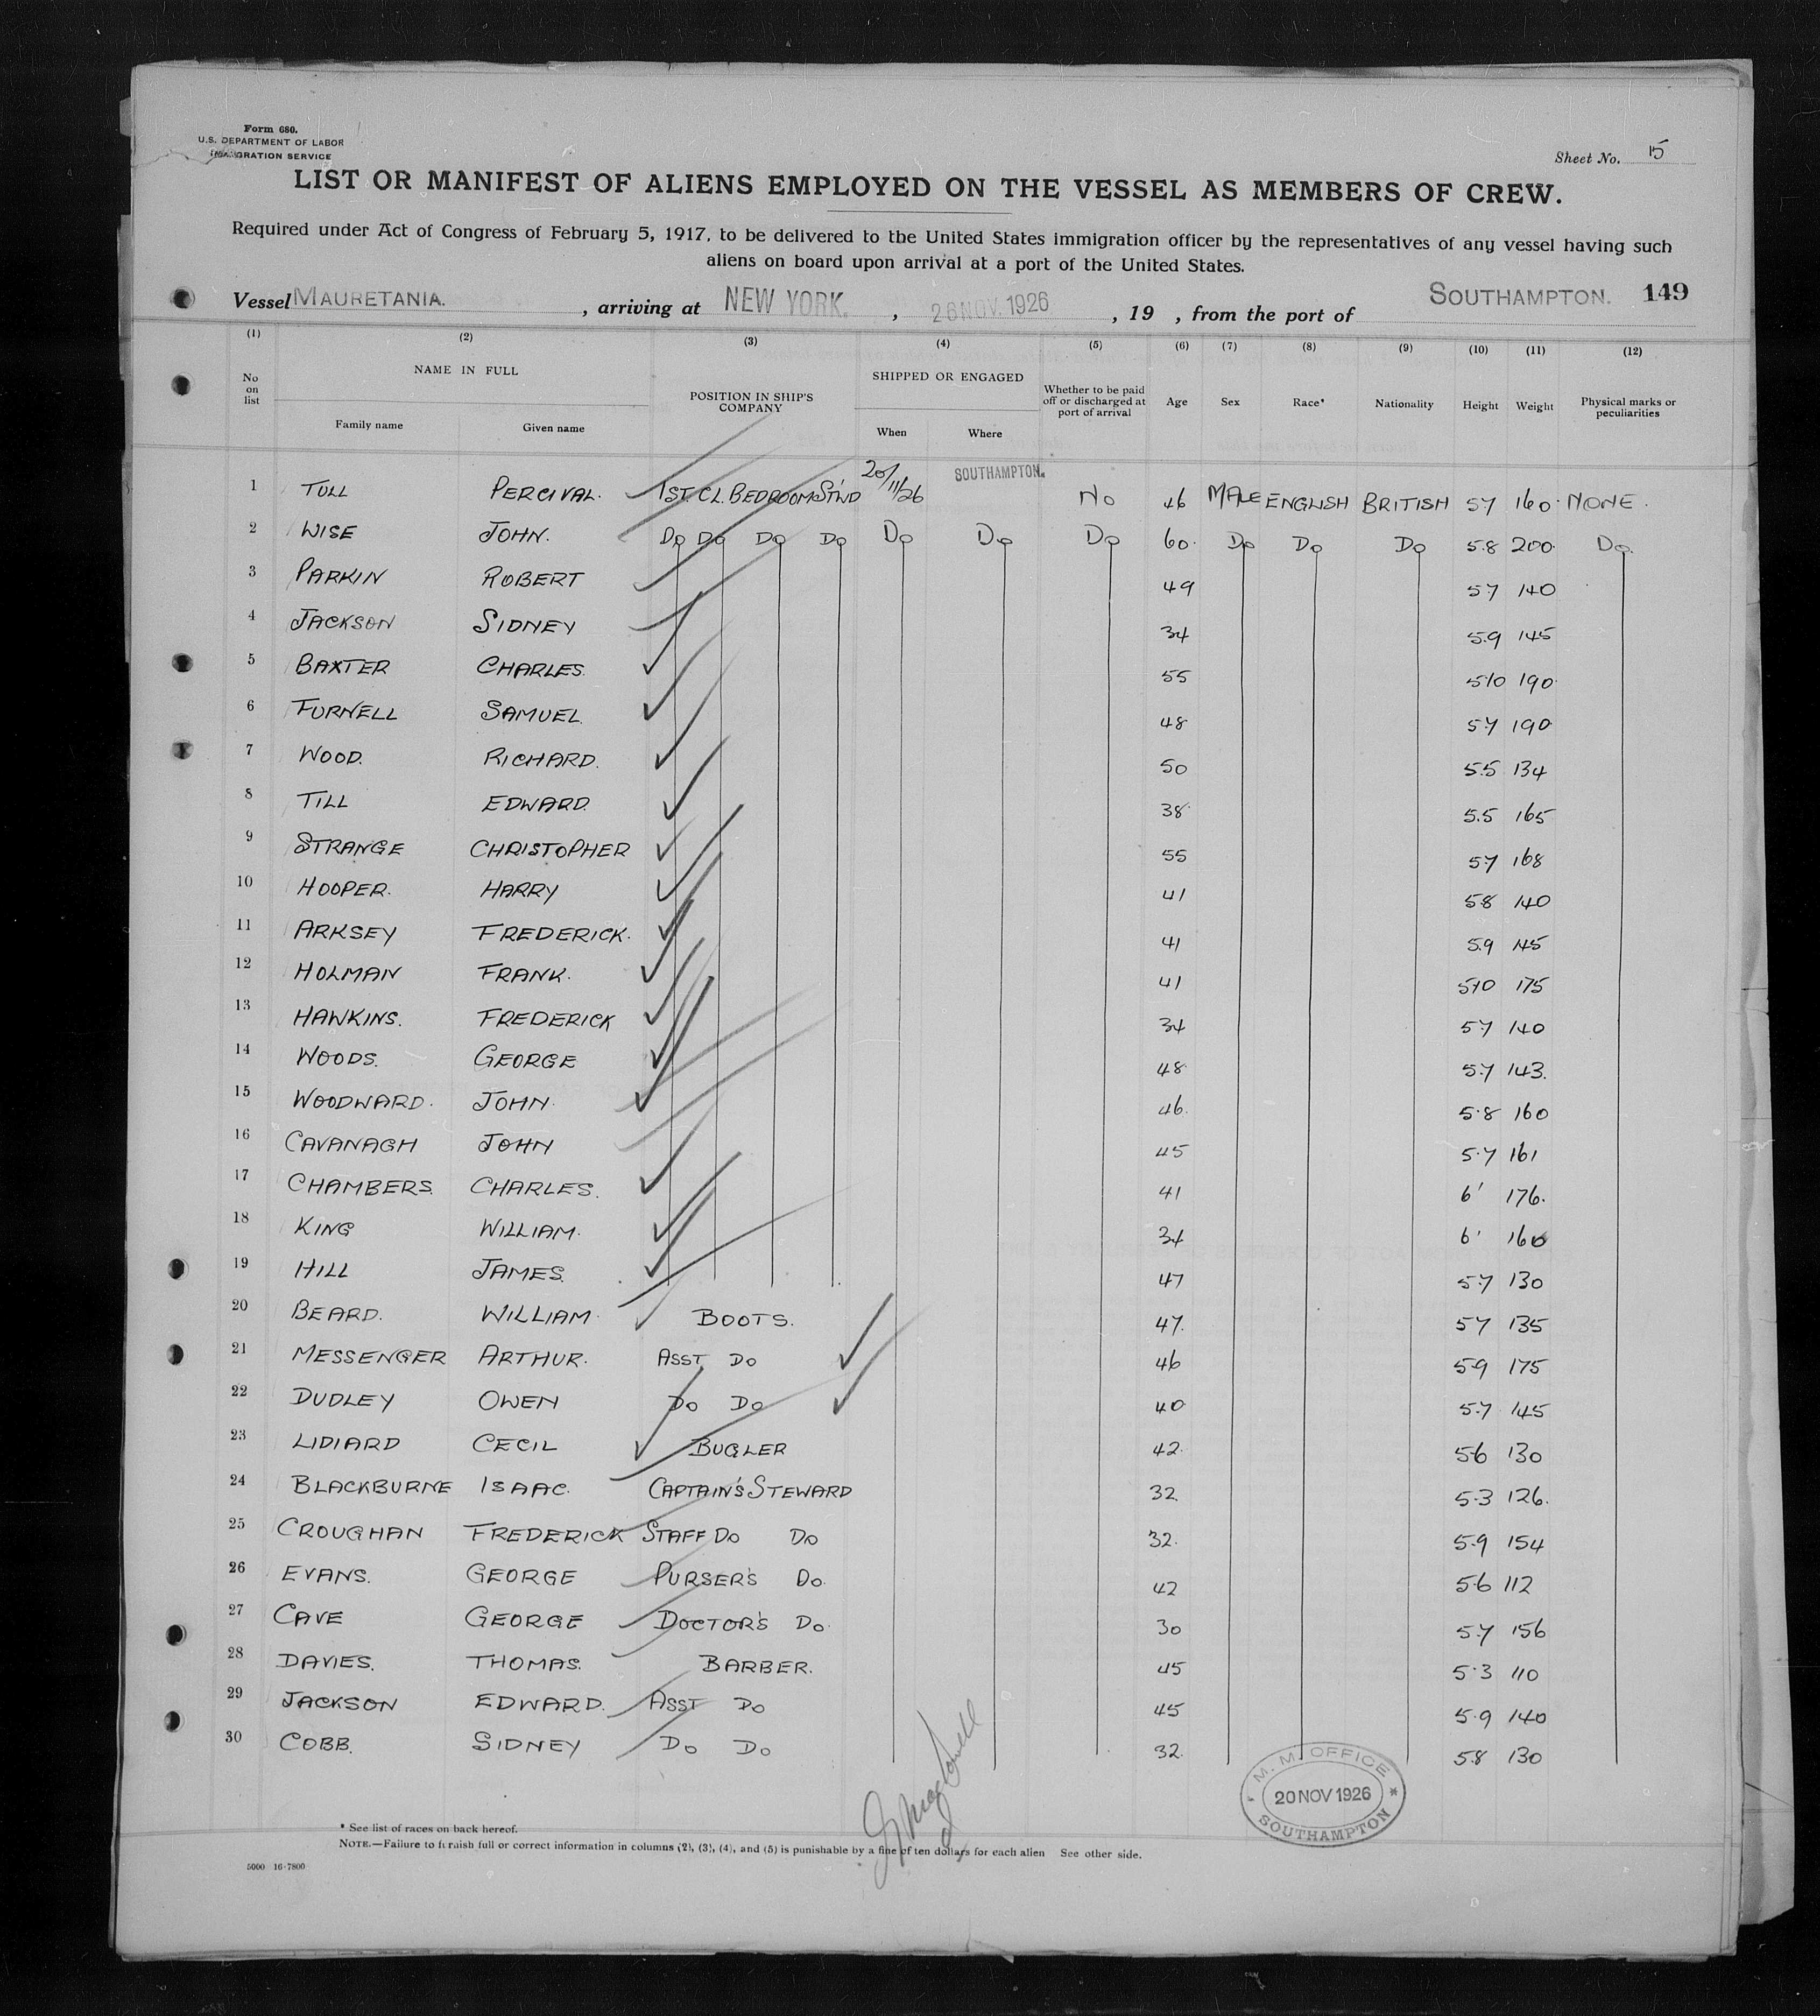 Form 680.
U.S. DEPARTMENT OF LABOR
IMMIGRATION SERVICE
Sheet No. 15
LIST OR MANIFEST OF ALIENS EMPLOYED ON THE VESSEL AS MEMBERS OF CREW.
Required under Act of Congress of February 5, 1917, to be delivered to the United States immigration officer by the representatives of any vessel having such
aliens on board upon arrival at a port of the United States.
Vessel MAURETANIA. , arriving at NEW YORK. , 26 NOV. 1926 , 19 , from the port of SOUTHAMPTON. 149
(1) (2) (3) (4) (5) (6) (7) (8) (9) (10) (11) (12)
No on list NAME IN FULL Family name Given name POSITION IN SHIP'S COMPANY SHIPPED OR ENGAGED When Where Whether to be paid off or discharged at port of arrival Age Sex Race* Nationality Height Weight Physical marks or peculiarities
1 TULL PERCIVAL. 1ST. CL. BEDROOM ST'WD 20/11/26 SOUTHAMPTON. NO 46 MALE ENGLISH BRITISH 5.7 160. NONE.
2 WISE JOHN. DO DO DO DO DO DO DO 60. DO DO DO 5.8 200. DO.
3 PARKIN ROBERT 49 5.7 140
4 JACKSON SIDNEY 34 5.9 145
5 BAXTER CHARLES. 55 5.10 190.
6 FURNELL SAMUEL. 48 5.7 190
7 WOOD. RICHARD. 50 5.5 134
8 TILL EDWARD. 38 5.5 165
9 STRANGE CHRISTOPHER 55 5.7 168
10 HOOPER. HARRY 41 5.8 140
11 ARKSEY FREDERICK. 41 5.9 145
12 HOLMAN FRANK. 41 5.10 175
13 HAWKINS. FREDERICK 34 5.7 140
14 WOODS. GEORGE 48 5.7 143.
15 WOODWARD. JOHN. 46. 5.8 160
16 CAVANAGH JOHN 45 5.7 161
17 CHAMBERS. CHARLES. 41 6' 176.
18 KING WILLIAM. 34 6' 160
19 HILL JAMES. 47 5.7 130
20 BEARD. WILLIAM. BOOTS. 47. 5.7 135
21 MESSENGER ARTHUR. ASST DO 46 5.9 175
22 DUDLEY OWEN DO DO 40 5.7 145
23 LIDIARD CECIL BUGLER 42. 5.6 130
24 BLACKBURNE ISAAC. CAPTAIN'S STEWARD 32 5.3 126.
25 CROUGHAN FREDERICK STAFF DO DO 32. 5.9 154
26 EVANS. GEORGE PURSER'S DO. 42 5.6 112
27 CAVE GEORGE DOCTOR'S DO. 30 5.7 156
28 DAVIES. THOMAS. BARBER. 45 5.3 110
29 JACKSON EDWARD. ASST DO 45 5.9 140
30 COBB. SIDNEY DO DO 32. 5.8 130
M. M. OFFICE
20 NOV 1926
SOUTHAMPTON
* See list of races on back hereof.
NOTE.—Failure to furnish full or correct information in columns (2), (3), (4), and (5) is punishable by a fine of ten dollars for each alien See other side.
5000 16-7800